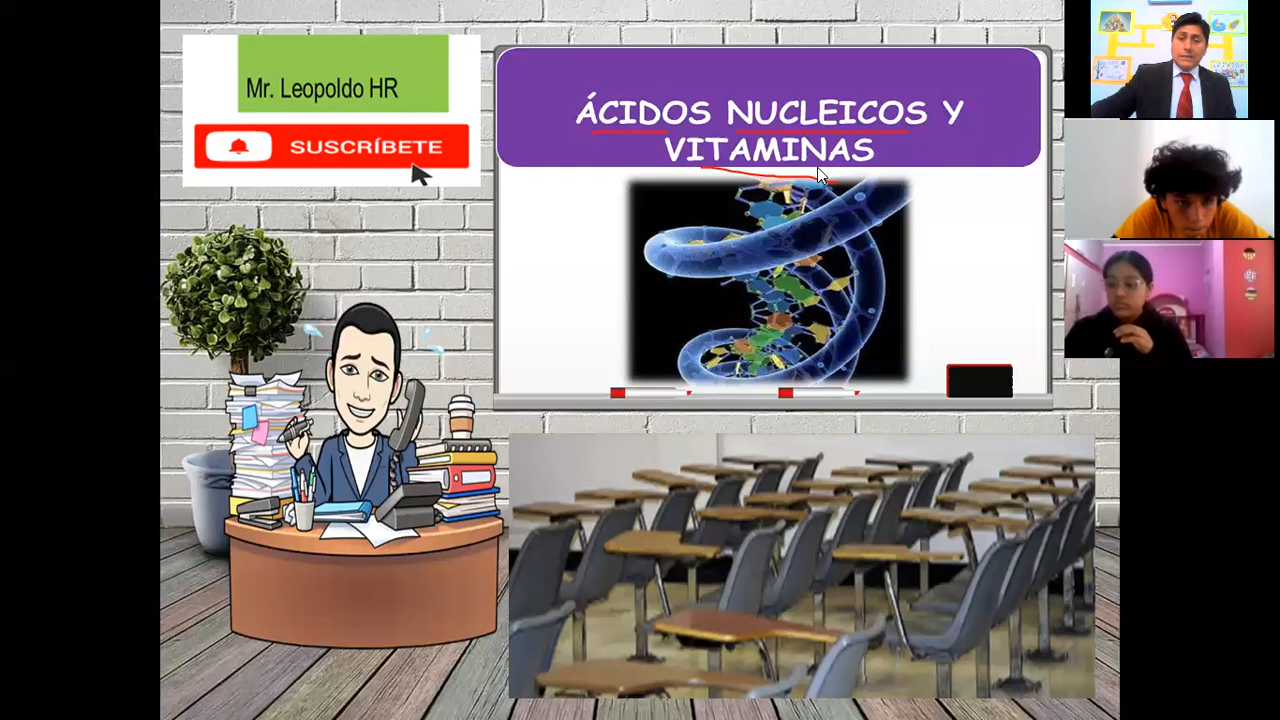 Mr. Leopoldo HR
SUSCRÍBETE
ÁCIDOS NUCLEICOS Y
VITAMINAS